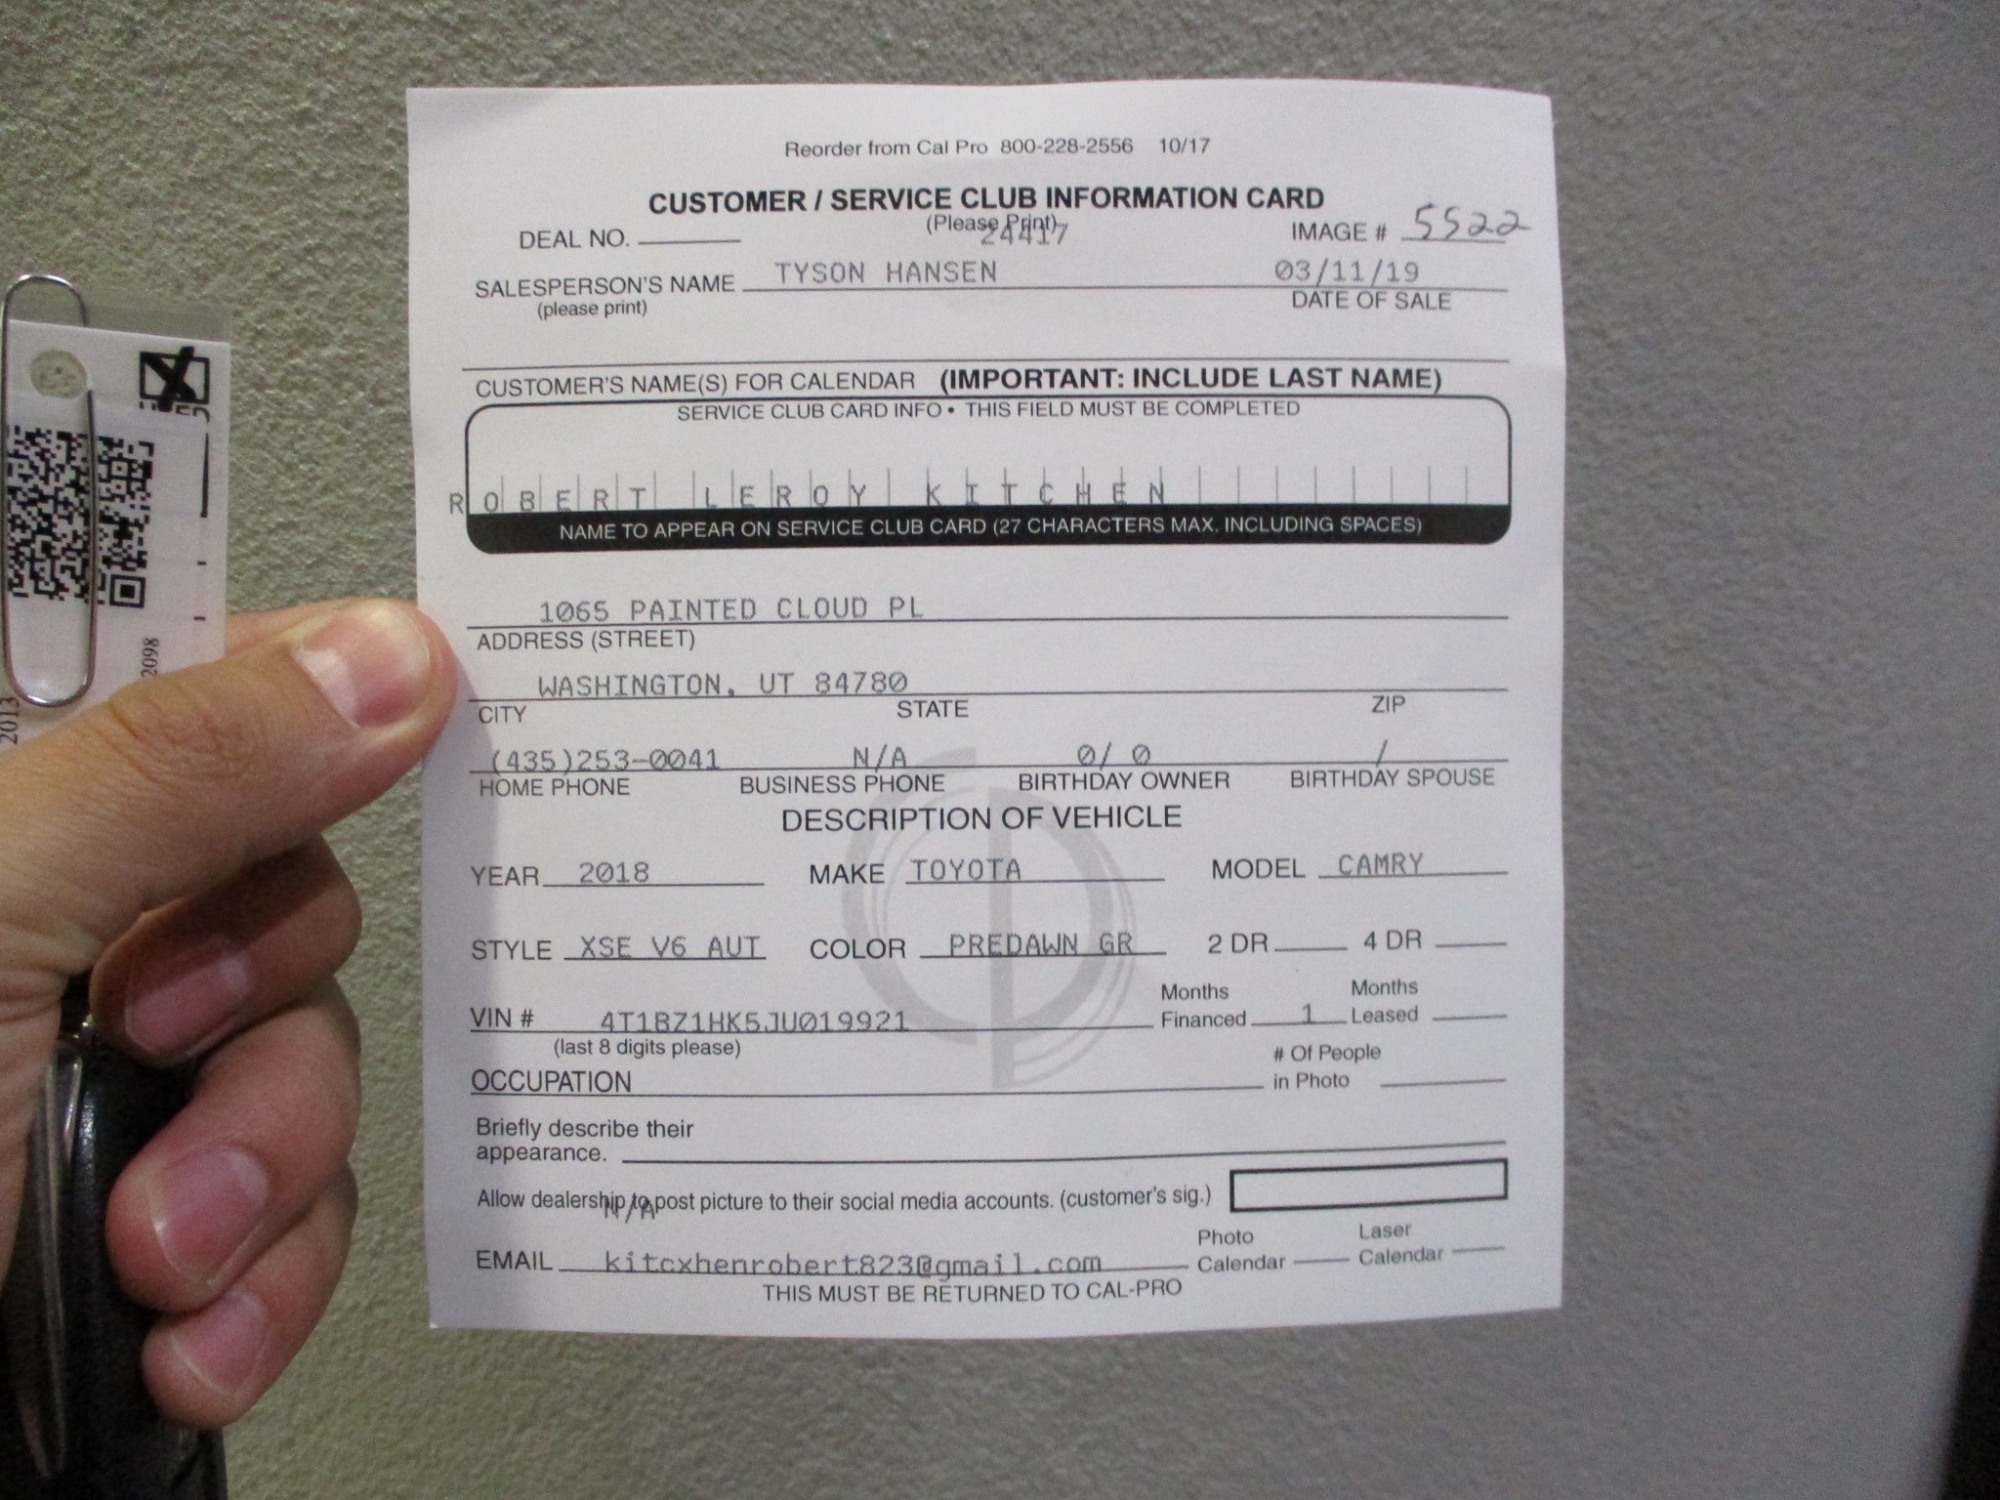 Reorder from Cal Pro 800-228-2556 10/17
CUSTOMER / SERVICE CLUB INFORMATION CARD
(Please Print)
DEAL NO. 24417 IMAGE # 5522
SALESPERSON'S NAME TYSON HANSEN 03/11/19
(please print) DATE OF SALE
CUSTOMER'S NAME(S) FOR CALENDAR (IMPORTANT: INCLUDE LAST NAME)
SERVICE CLUB CARD INFO • THIS FIELD MUST BE COMPLETED
ROBERT LEROY KITCHEN
NAME TO APPEAR ON SERVICE CLUB CARD (27 CHARACTERS MAX. INCLUDING SPACES)
1065 PAINTED CLOUD PL
ADDRESS (STREET)
WASHINGTON, UT 84780
CITY STATE ZIP
(435)253-0041 N/A 0/ 0 /
HOME PHONE BUSINESS PHONE BIRTHDAY OWNER BIRTHDAY SPOUSE
DESCRIPTION OF VEHICLE
YEAR 2018 MAKE TOYOTA MODEL CAMRY
STYLE XSE V6 AUT COLOR PREDAWN GR 2 DR 4 DR
VIN # 4T1BZ1HK5JU019921 Months Financed 1 Months Leased
(last 8 digits please)
OCCUPATION # Of People in Photo
Briefly describe their
appearance.
Allow dealership to post picture to their social media accounts. (customer's sig.)
N/A
EMAIL kitcxhenrobert823@gmail.com Photo Calendar Laser Calendar
THIS MUST BE RETURNED TO CAL-PRO
2098
2013